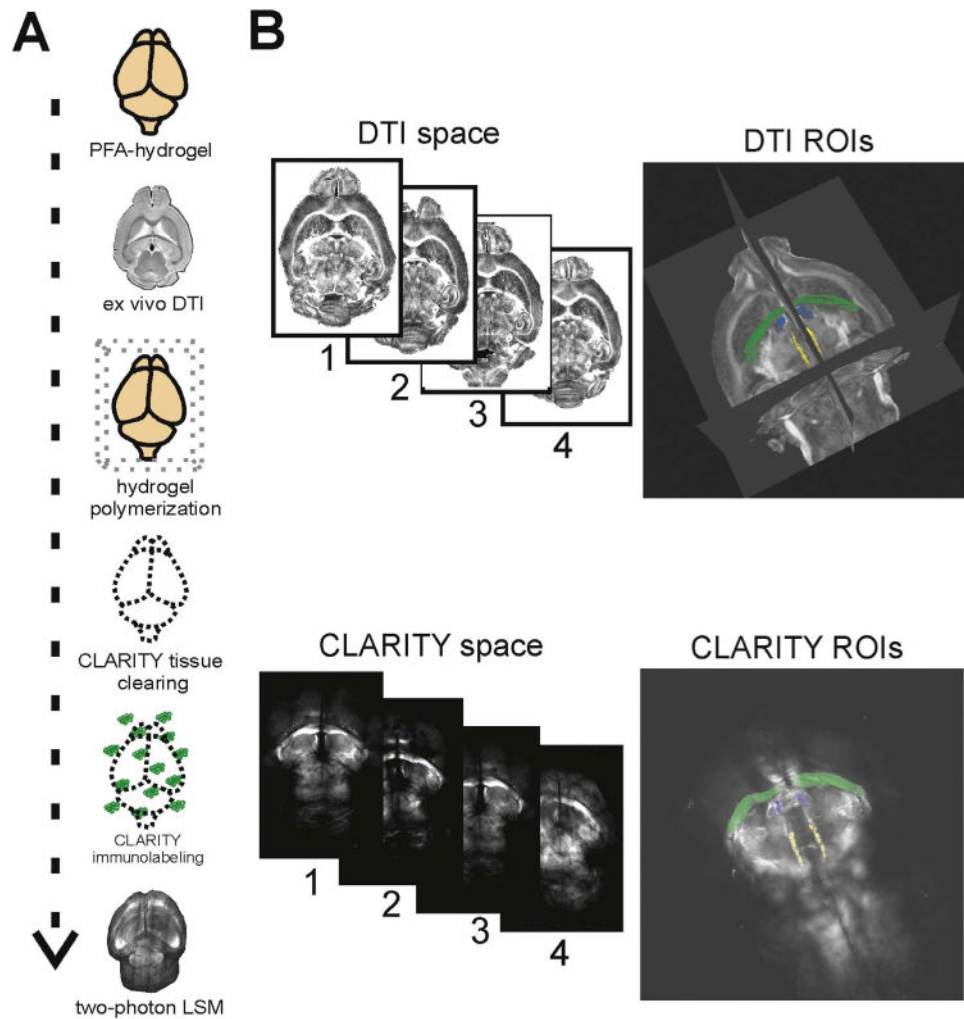 A
PFA-hydrogel
ex vivo DTI
hydrogel
polymerization
CLARITY tissue
clearing
CLARITY
immunolabeling
two-photon LSM
B
DTI space
1
2
3
4
DTI ROIs
CLARITY space
1
2
3
4
CLARITY ROIs